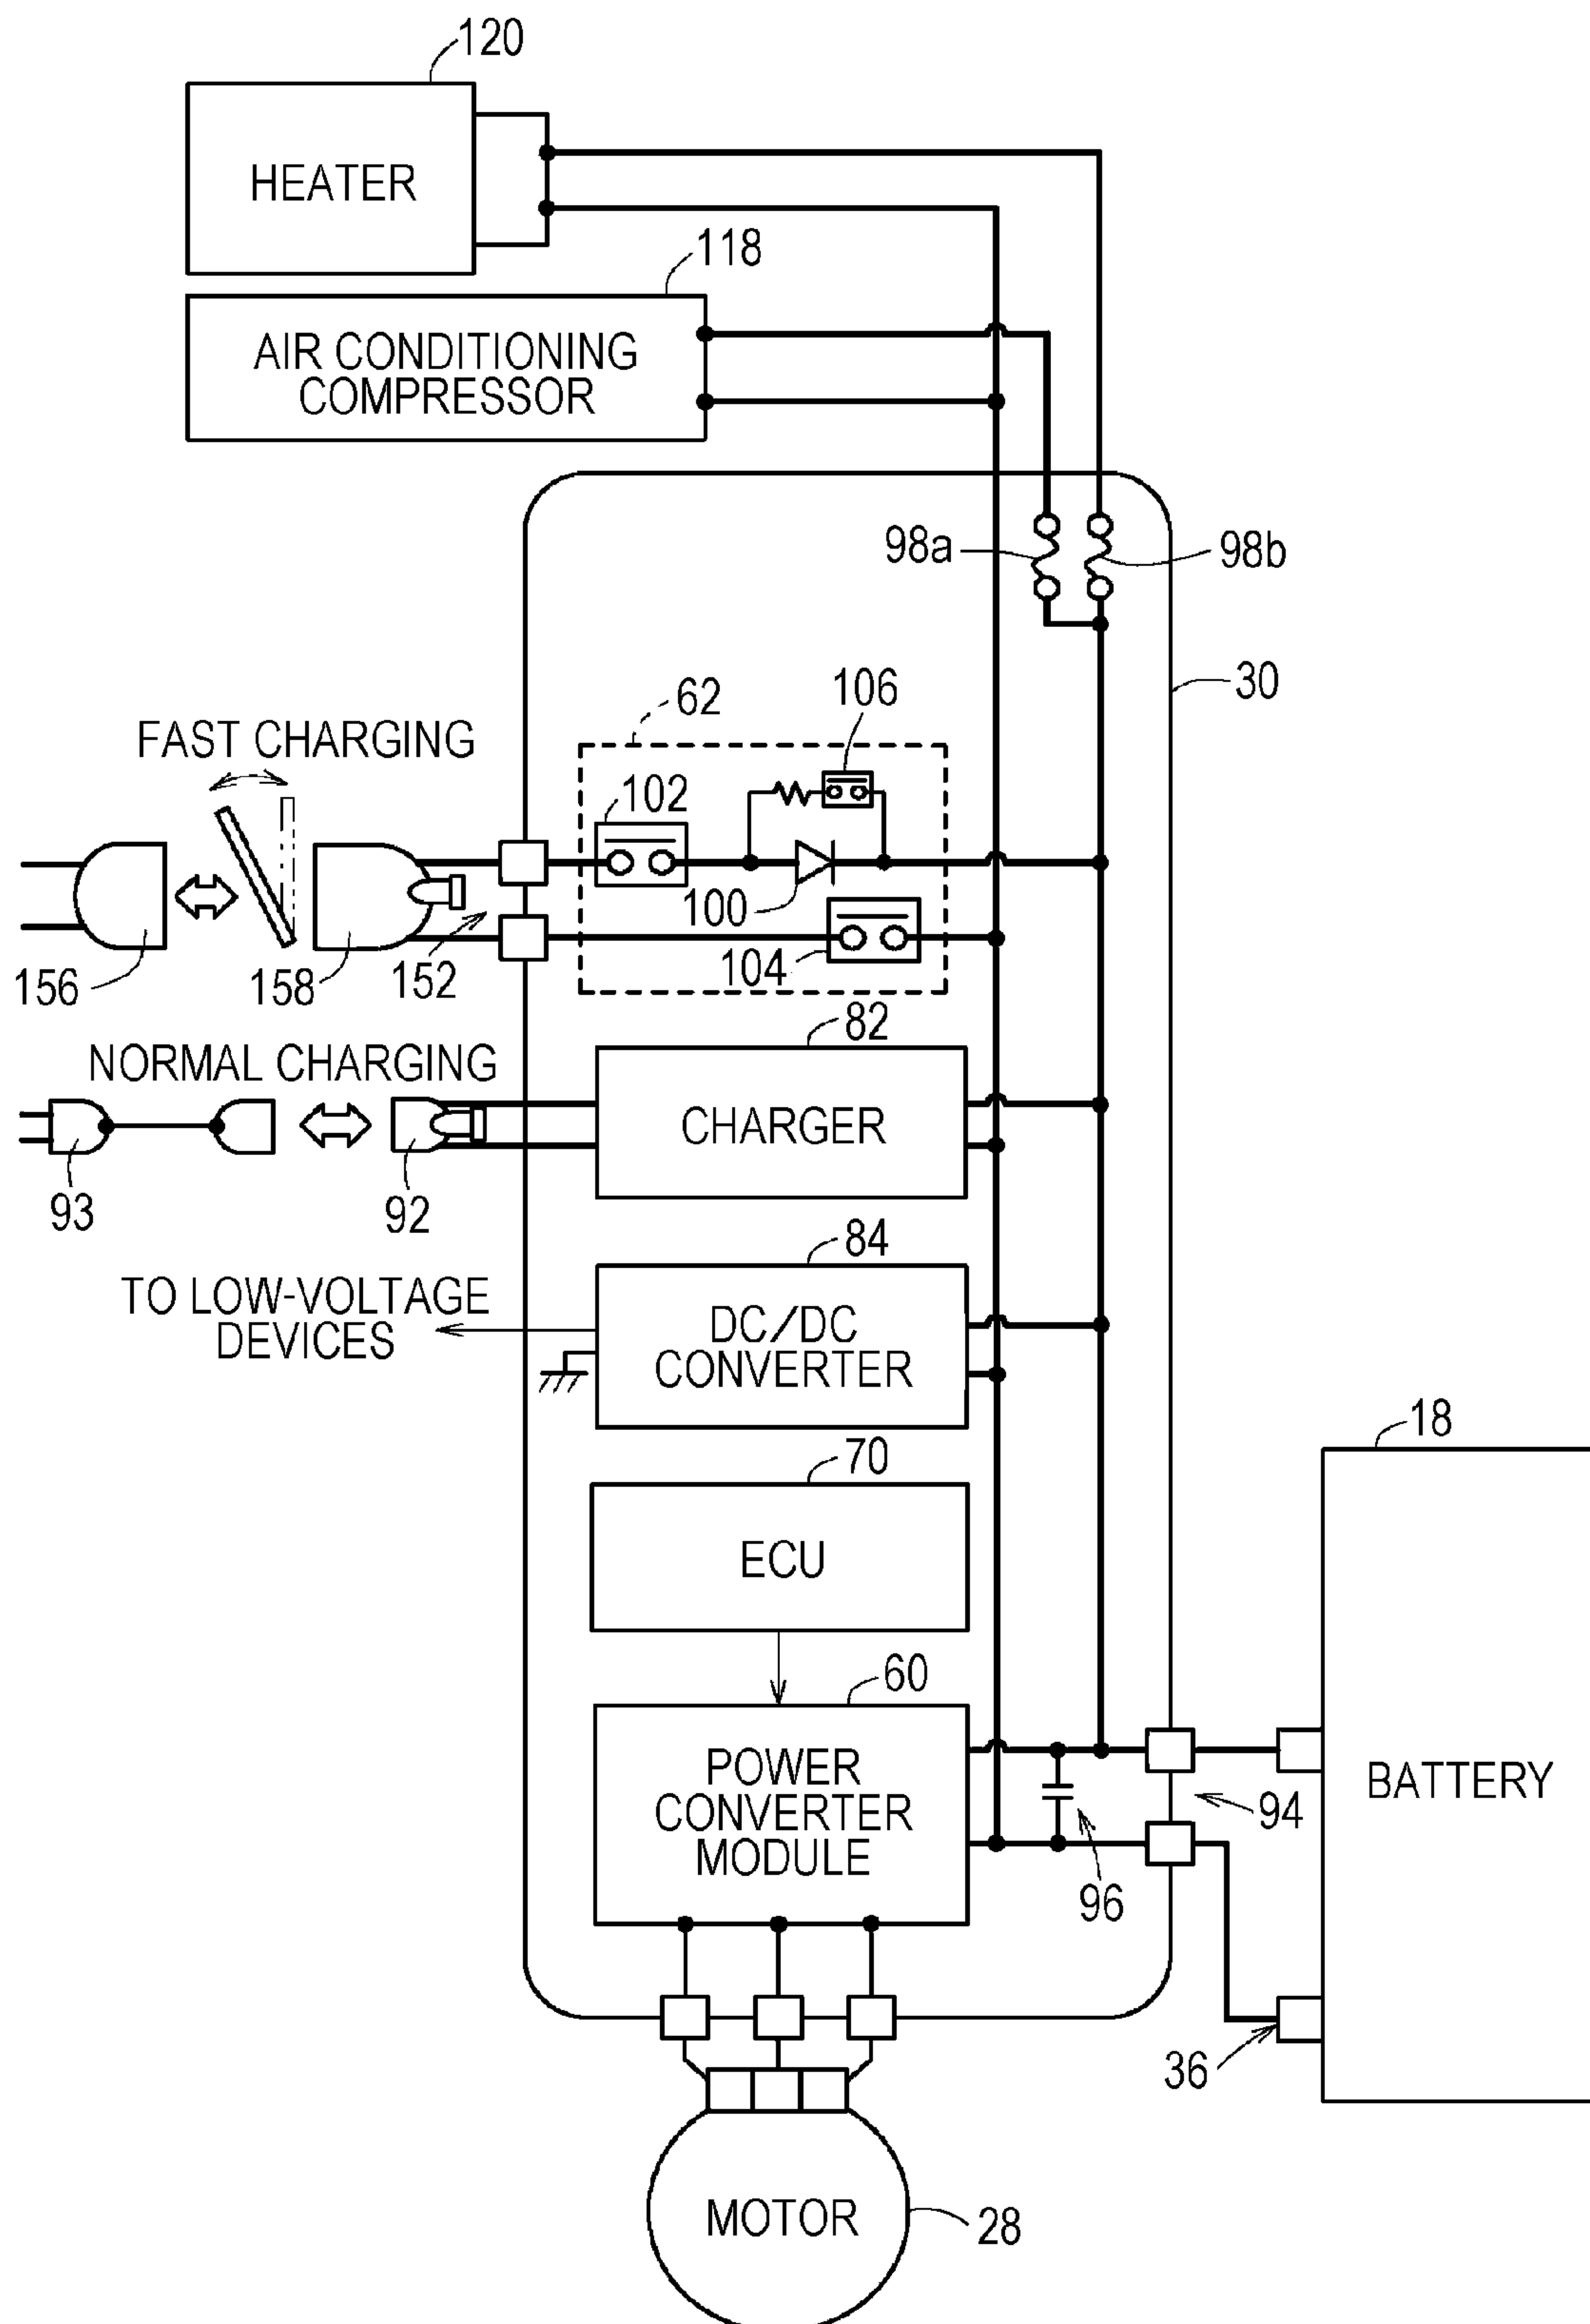 120
HEATER
118
AIR CONDITIONING
COMPRESSOR
98a
98b
30
62
106
FAST CHARGING
102
100
104
156
158
152
82
NORMAL CHARGING
CHARGER
93
92
84
TO LOW-VOLTAGE
DEVICES
DC/DC
CONVERTER
18
70
ECU
60
POWER
CONVERTER
MODULE
BATTERY
94
96
36
MOTOR
28